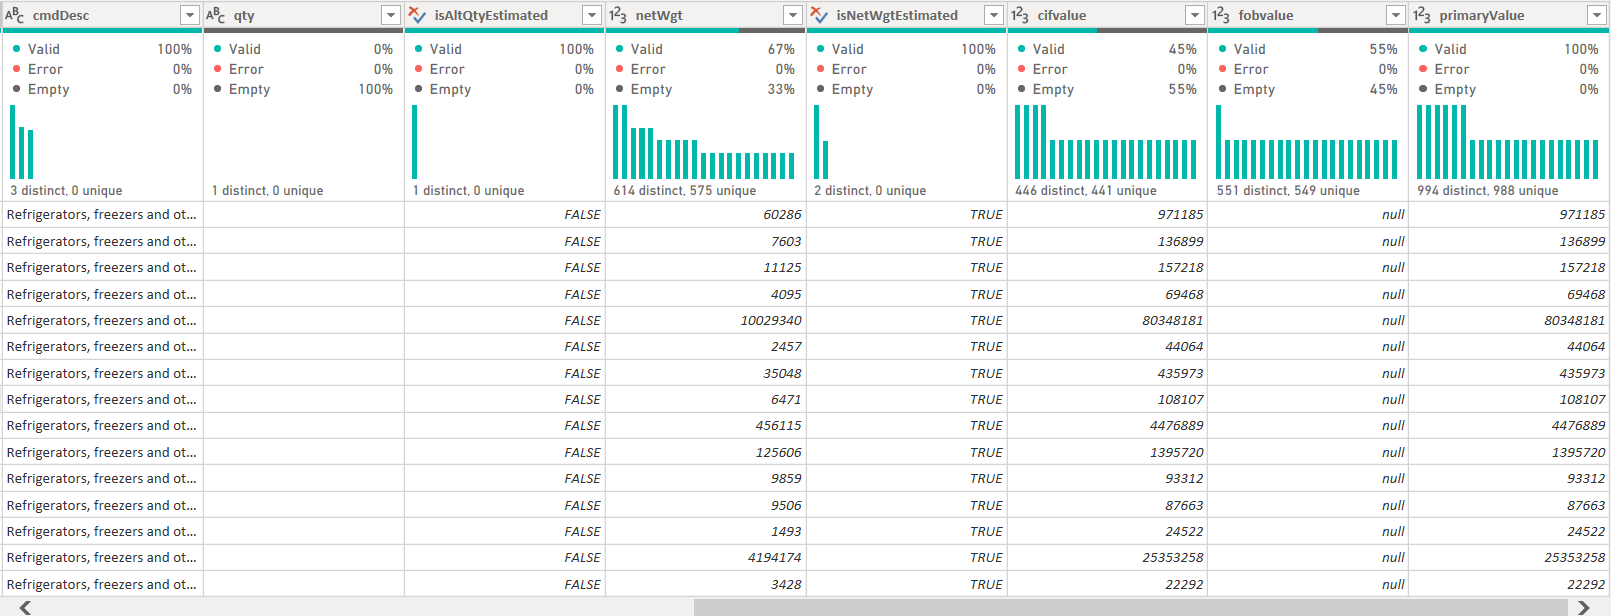 ABC cmdDesc ABC qty isAltQtyEstimated 123 netWgt isNetWgtEstimated 123 cifvalue 123 fobvalue 123 primaryValue
Valid 100% Valid 0% Valid 100% Valid 67% Valid 100% Valid 45% Valid 55% Valid 100%
Error 0% Error 0% Error 0% Error 0% Error 0% Error 0% Error 0% Error 0%
Empty 0% Empty 100% Empty 0% Empty 33% Empty 0% Empty 55% Empty 45% Empty 0%
3 distinct, 0 unique 1 distinct, 0 unique 1 distinct, 0 unique 614 distinct, 575 unique 2 distinct, 0 unique 446 distinct, 441 unique 551 distinct, 549 unique 994 distinct, 988 unique
Refrigerators, freezers and ot... FALSE 60286 TRUE 971185 null 971185
Refrigerators, freezers and ot... FALSE 7603 TRUE 136899 null 136899
Refrigerators, freezers and ot... FALSE 11125 TRUE 157218 null 157218
Refrigerators, freezers and ot... FALSE 4095 TRUE 69468 null 69468
Refrigerators, freezers and ot... FALSE 10029340 TRUE 80348181 null 80348181
Refrigerators, freezers and ot... FALSE 2457 TRUE 44064 null 44064
Refrigerators, freezers and ot... FALSE 35048 TRUE 435973 null 435973
Refrigerators, freezers and ot... FALSE 6471 TRUE 108107 null 108107
Refrigerators, freezers and ot... FALSE 456115 TRUE 4476889 null 4476889
Refrigerators, freezers and ot... FALSE 125606 TRUE 1395720 null 1395720
Refrigerators, freezers and ot... FALSE 9859 TRUE 93312 null 93312
Refrigerators, freezers and ot... FALSE 9506 TRUE 87663 null 87663
Refrigerators, freezers and ot... FALSE 1493 TRUE 24522 null 24522
Refrigerators, freezers and ot... FALSE 4194174 TRUE 25353258 null 25353258
Refrigerators, freezers and ot... FALSE 3428 TRUE 22292 null 22292